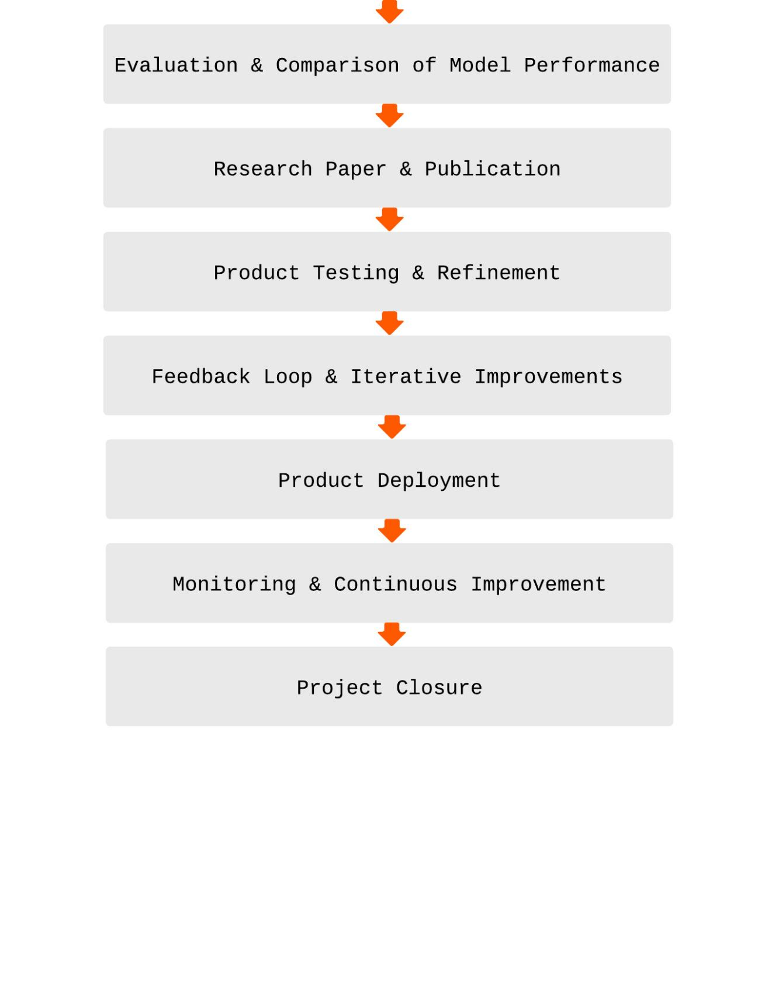 Evaluation & Comparison of Model Performance
Research Paper & Publication
Product Testing & Refinement
Feedback Loop & Iterative Improvements
Product Deployment
Monitoring & Continuous Improvement
Project Closure